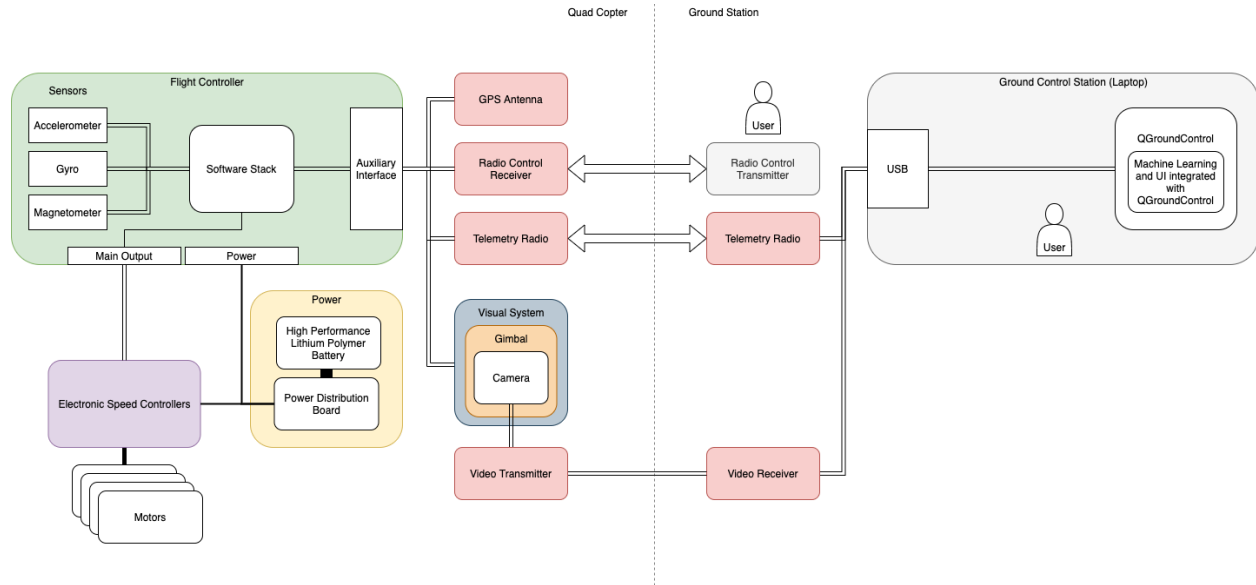 Quad Copter
Ground Station
Flight Controller
Sensors
Accelerometer
Gyro
Magnetometer
Software Stack
Auxiliary
Interface
Main Output
Power
GPS Antenna
Radio Control
Receiver
Telemetry Radio
User
Radio Control
Transmitter
Telemetry Radio
Ground Control Station (Laptop)
USB
QGroundControl
Machine Learning
and UI integrated
with
QGroundControl
User
Power
High Performance
Lithium Polymer
Battery
Power Distribution
Board
Visual System
Gimbal
Camera
Electronic Speed Controllers
Motors
Video Transmitter
Video Receiver